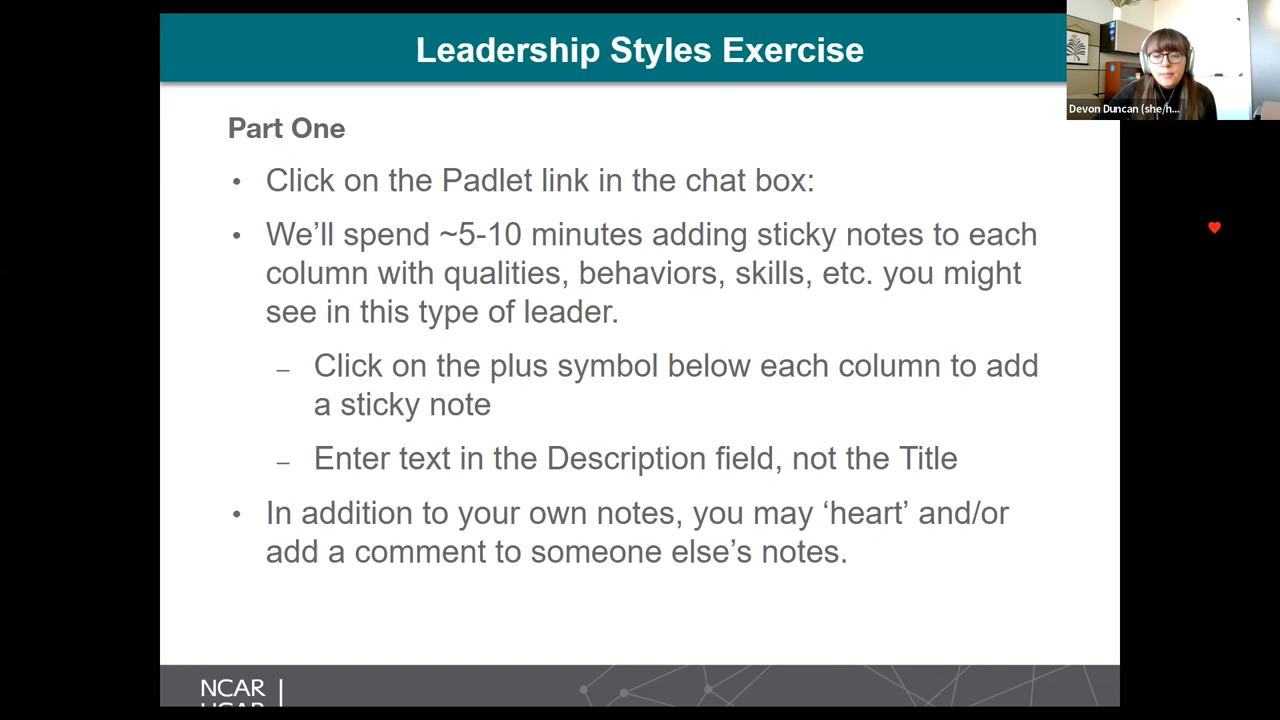 Leadership Styles Exercise
Devon Duncan (she/h...
Part One
• Click on the Padlet link in the chat box:
• We’ll spend ~5-10 minutes adding sticky notes to each
column with qualities, behaviors, skills, etc. you might
see in this type of leader.
– Click on the plus symbol below each column to add
a sticky note
– Enter text in the Description field, not the Title
• In addition to your own notes, you may ‘heart’ and/or
add a comment to someone else’s notes.
NCAR
UCAR